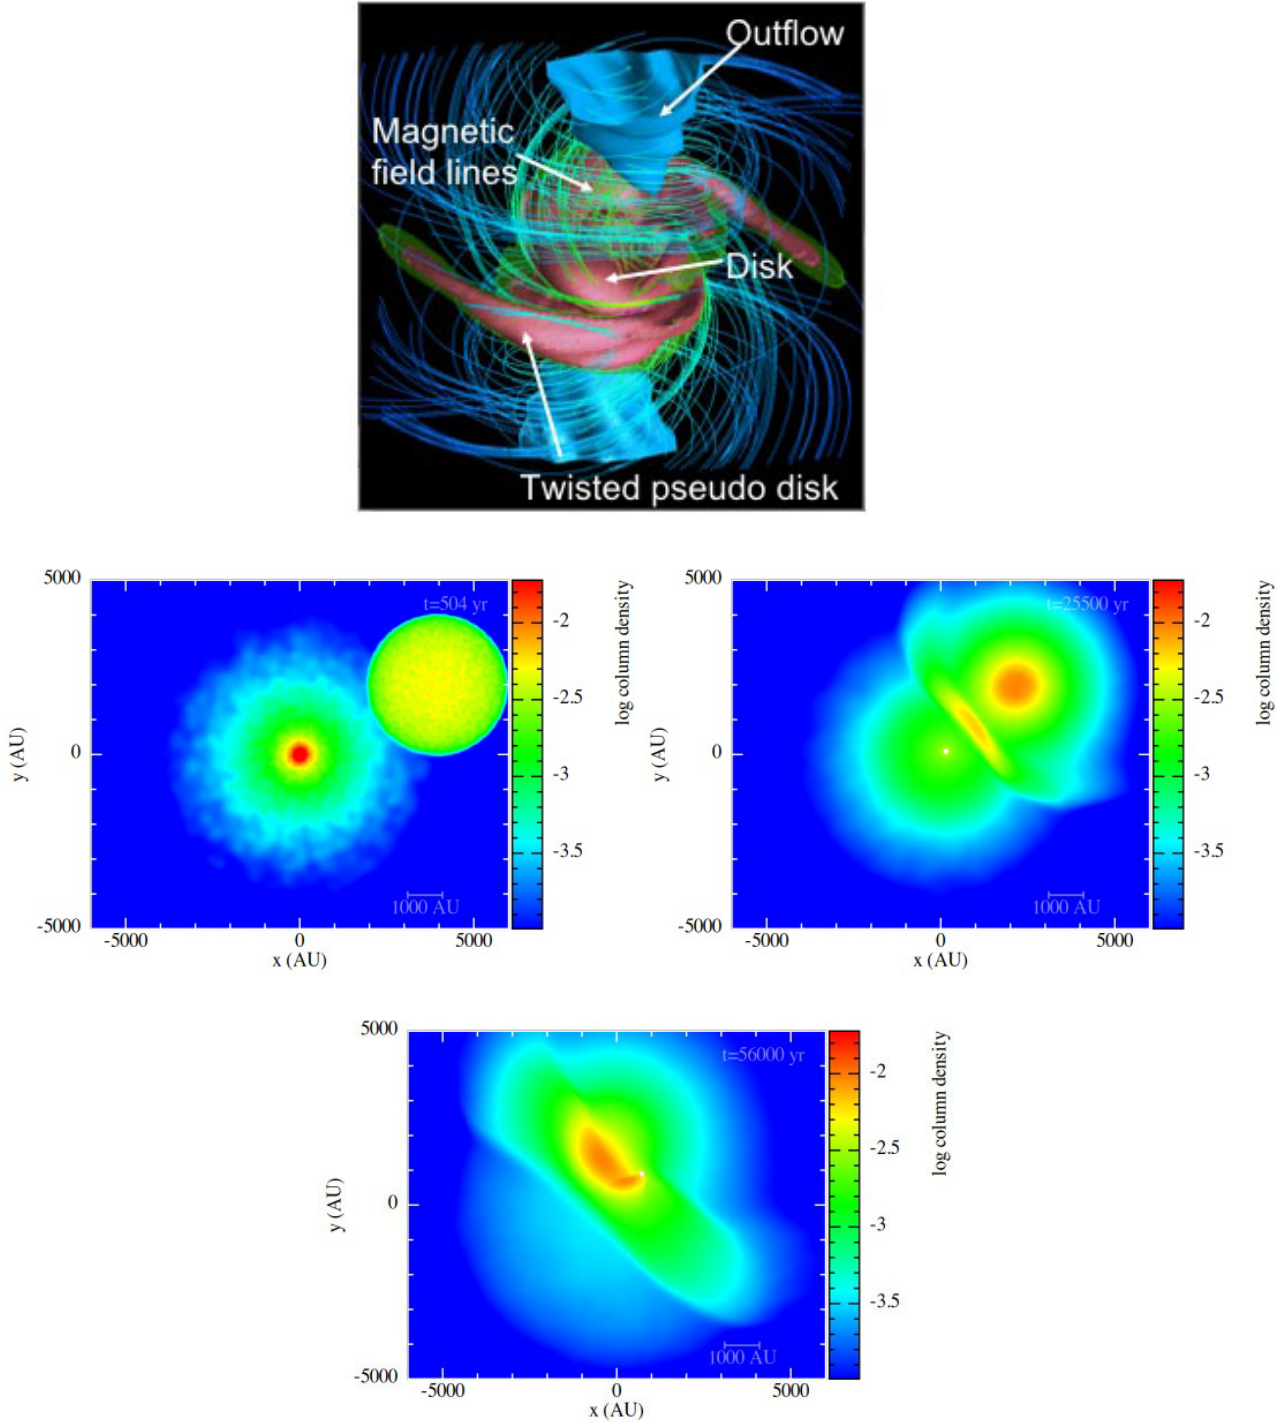 Outflow
Magnetic
field lines
Disk
Twisted pseudo disk
5000
0
-5000
y (AU)
t=504 yr
1000 AU
-5000 0 5000
x (AU)
-2
-2.5
-3
-3.5
log column density
5000
0
-5000
y (AU)
t=25500 yr
1000 AU
-5000 0 5000
x (AU)
-2
-2.5
-3
-3.5
log column density
5000
0
-5000
y (AU)
t=56000 yr
1000 AU
-5000 0 5000
x (AU)
-2
-2.5
-3
-3.5
log column density